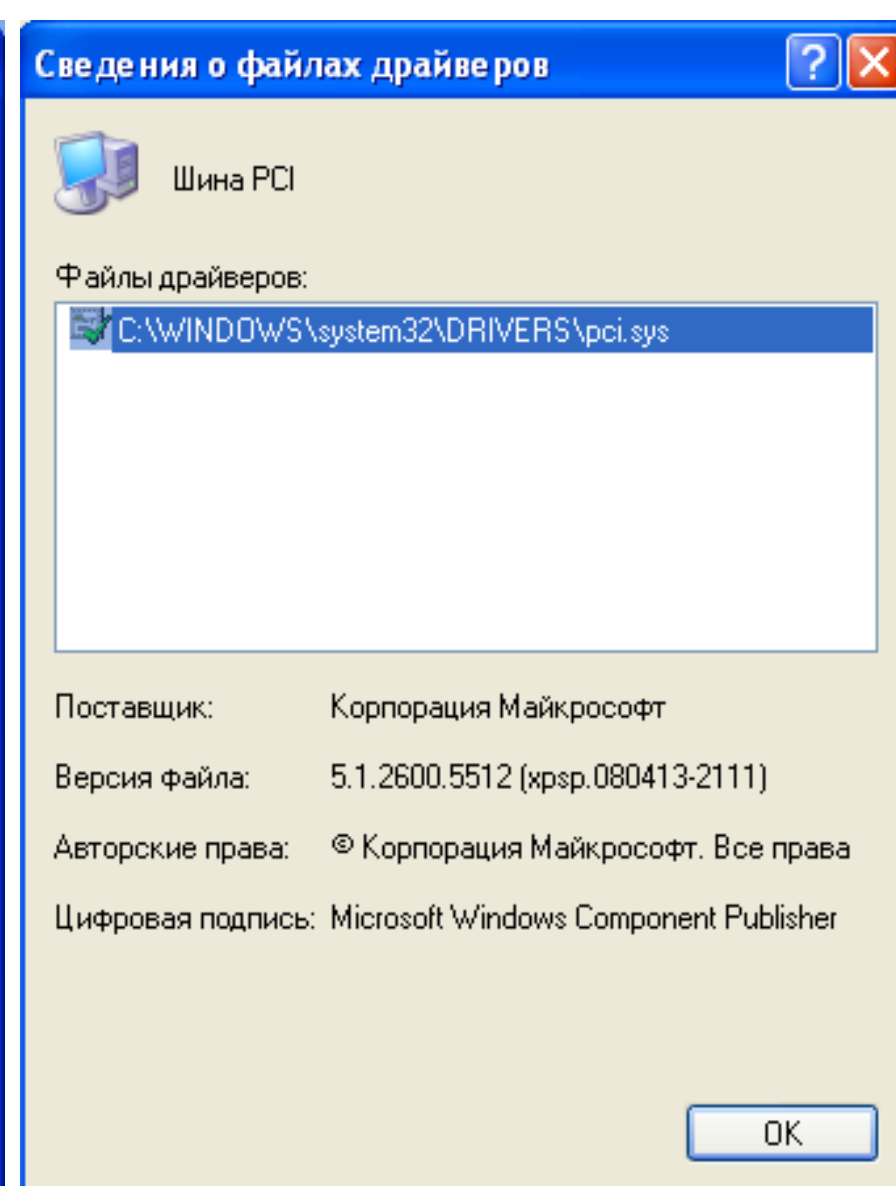 Сведения о файлах драйверов
Шина PCI
Файлы драйверов:
C:\WINDOWS\system32\DRIVERS\pci.sys
Поставщик: Корпорация Майкрософт
Версия файла: 5.1.2600.5512 (xpsp.080413-2111)
Авторские права: © Корпорация Майкрософт. Все права
Цифровая подпись: Microsoft Windows Component Publisher
OK